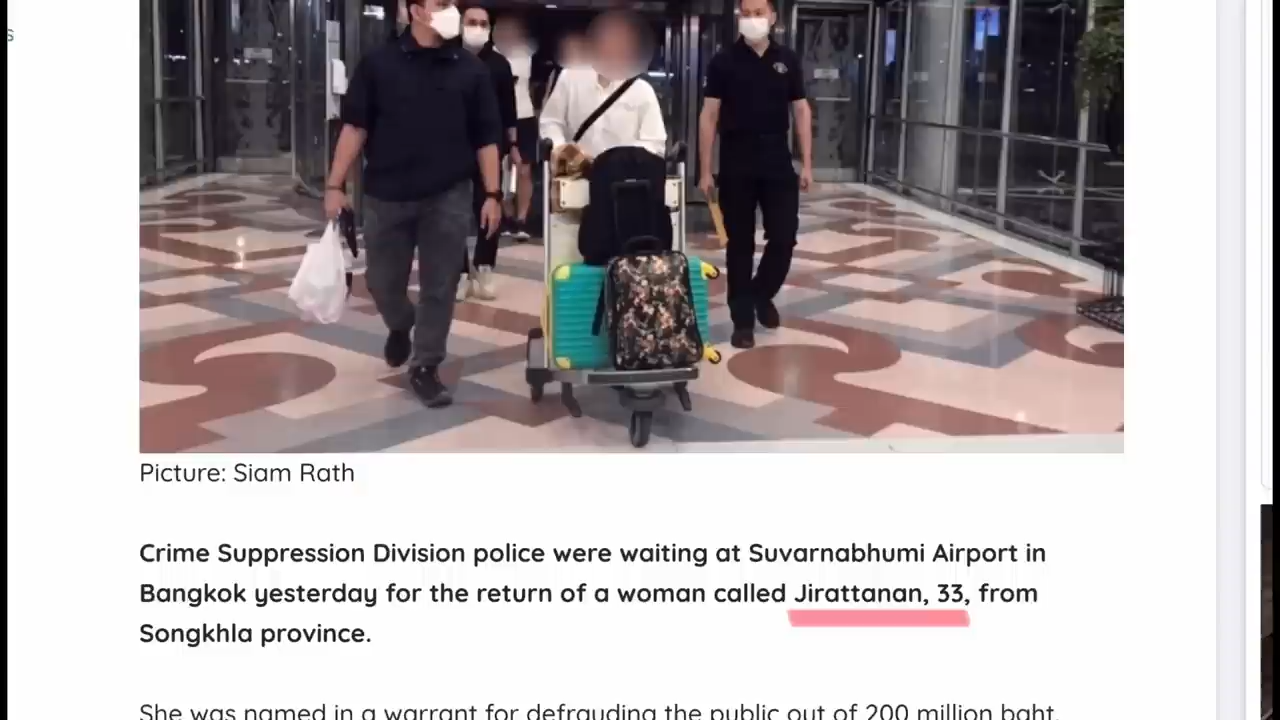 s
Picture: Siam Rath
Crime Suppression Division police were waiting at Suvarnabhumi Airport in
Bangkok yesterday for the return of a woman called Jirattanan, 33, from
Songkhla province.
She was named in a warrant for defrauding the public out of 200 million baht.